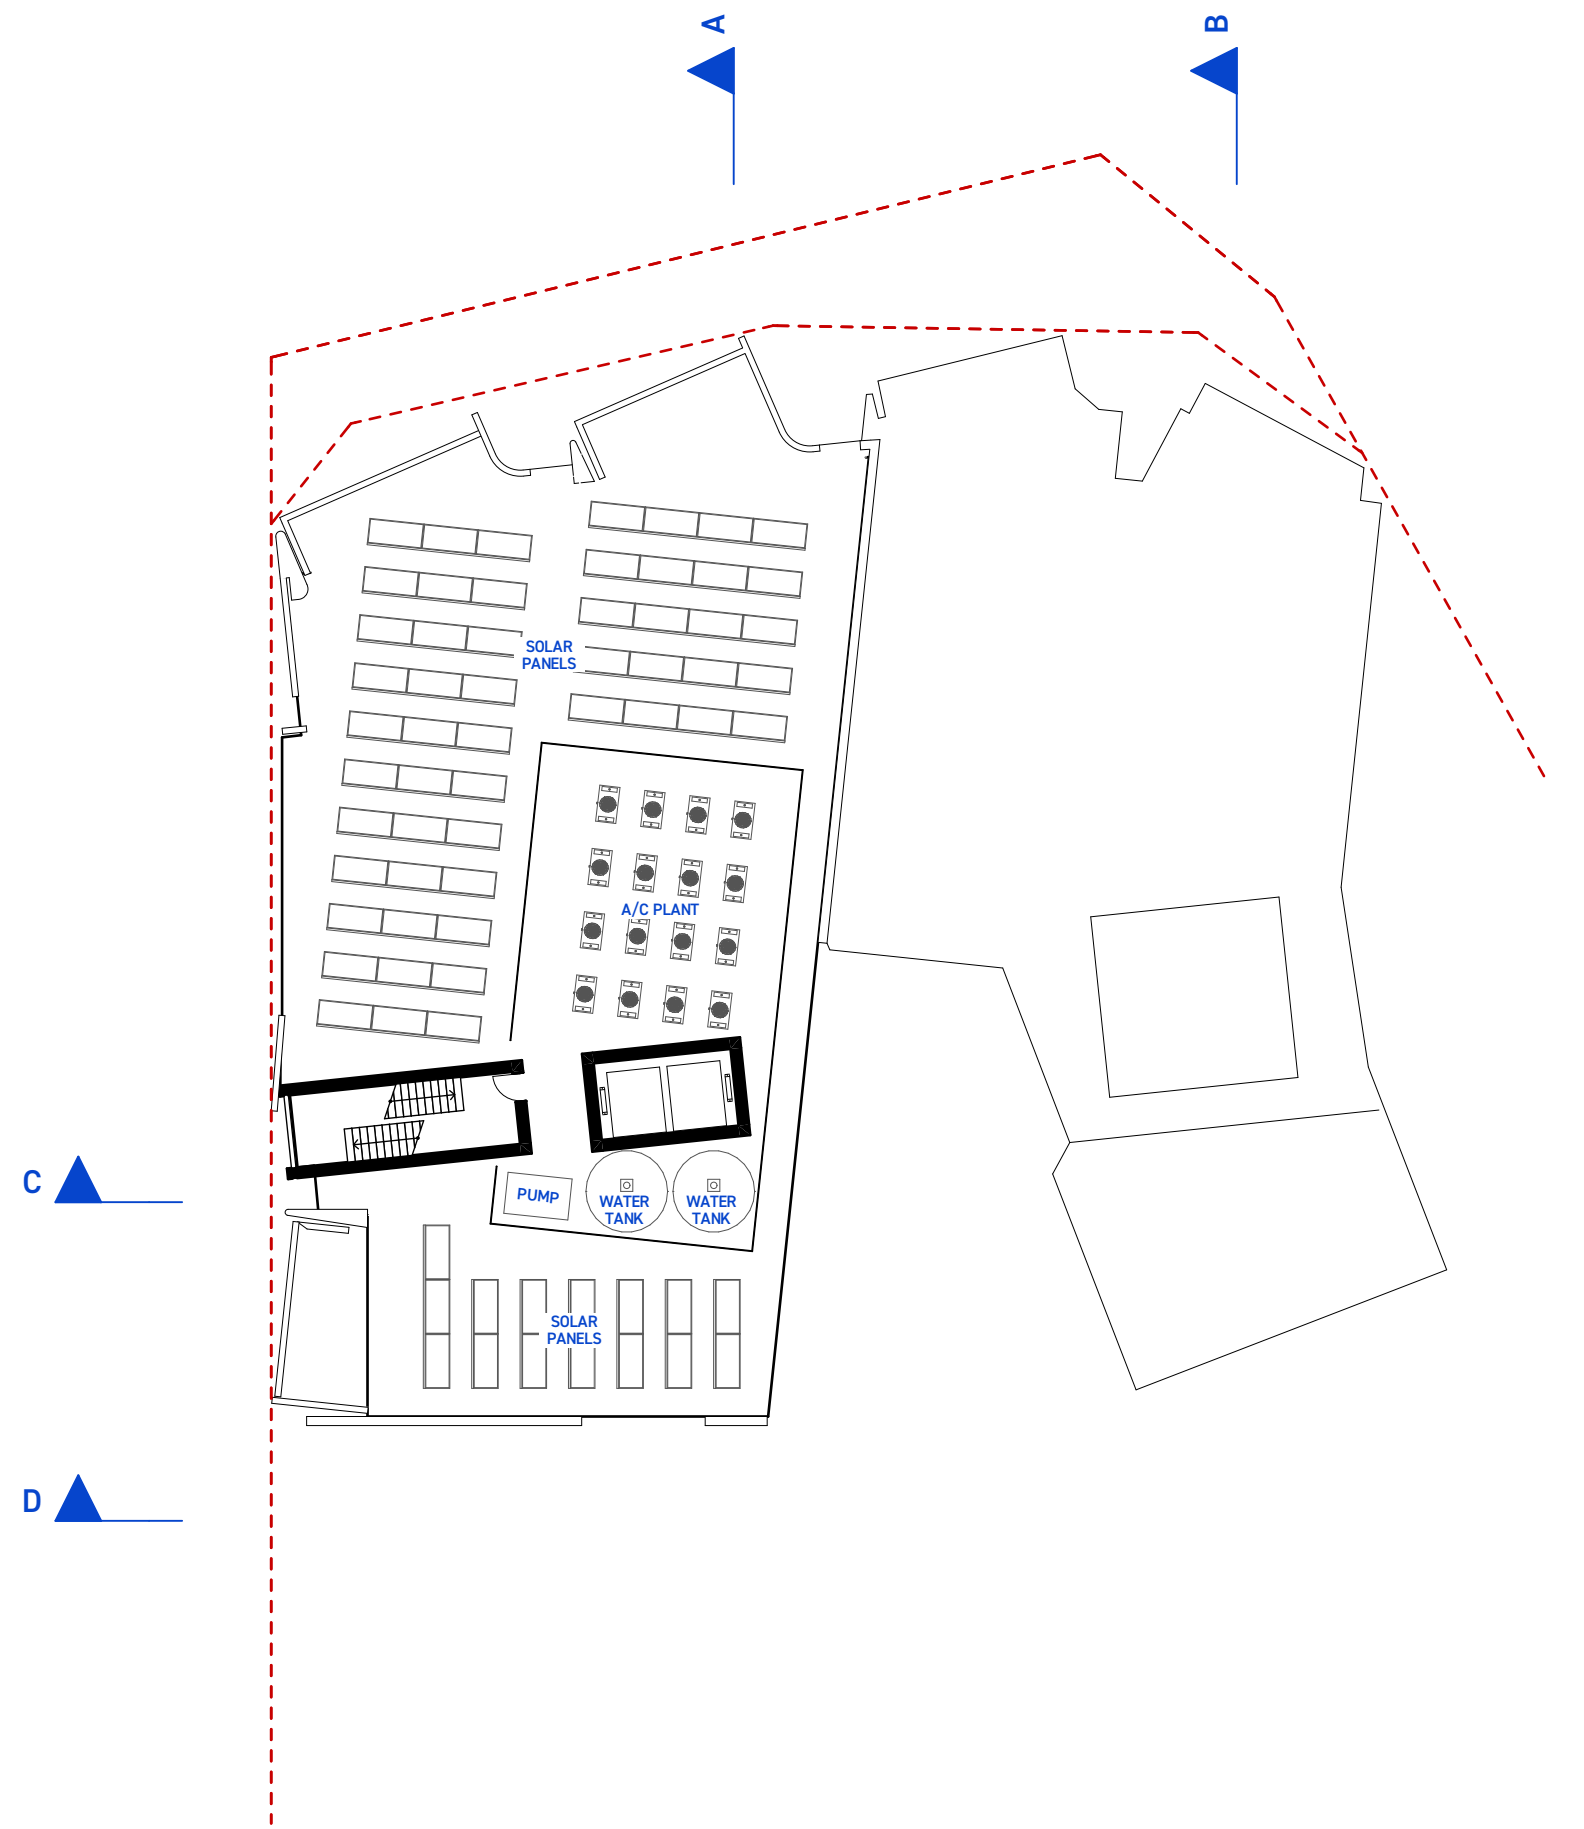 A
B
SOLAR
PANELS
A/C PLANT
C
PUMP
WATER
TANK
WATER
TANK
SOLAR
PANELS
D